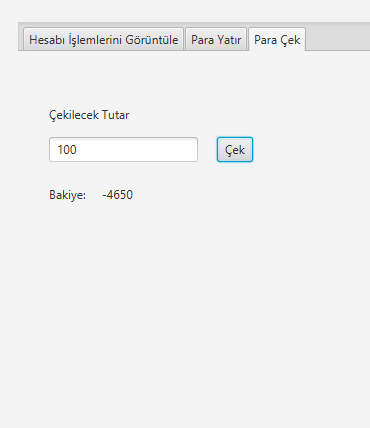 Hesabı İşlemlerini Görüntüle Para Yatır Para Çek
Çekilecek Tutar
100 Çek
Bakiye: -4650